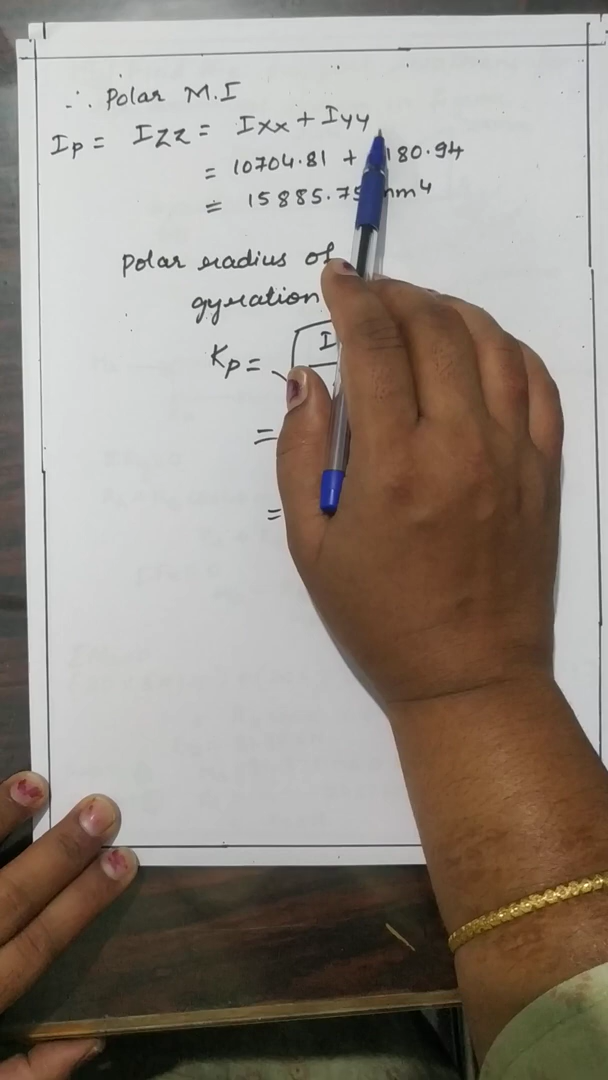 ∴ Polar M.I
Ip = Izz = Ixx + Iyy
= 10704.81 + 180.94
= 15885.75 mm4
Polar radius of
gyration
Kp = √ I
=
=